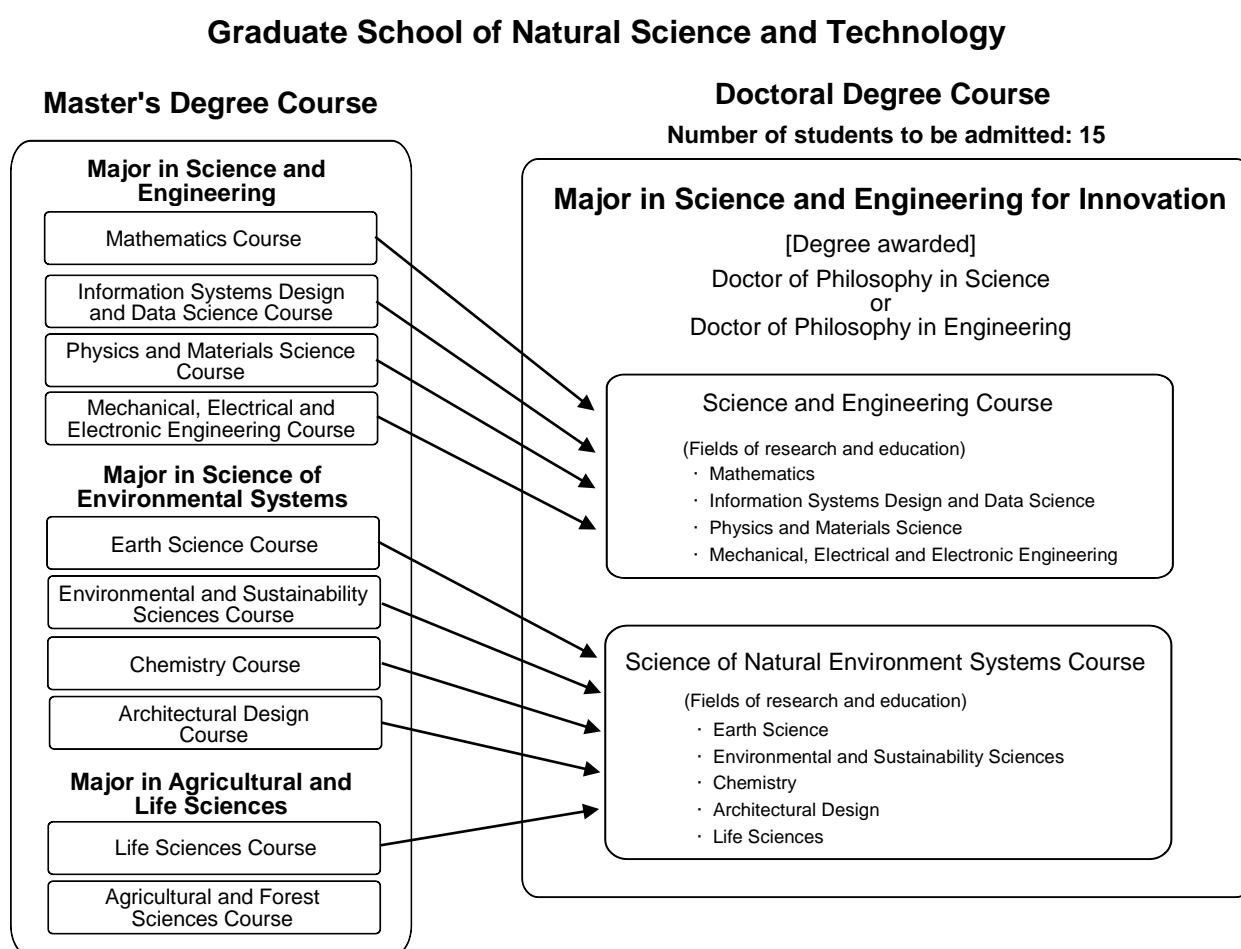 Graduate School of Natural Science and Technology
Master's Degree Course
Major in Science and
Engineering
Mathematics Course
Information Systems Design
and Data Science Course
Physics and Materials Science
Course
Mechanical, Electrical and
Electronic Engineering Course
Major in Science of
Environmental Systems
Earth Science Course
Environmental and Sustainability
Sciences Course
Chemistry Course
Architectural Design
Course
Major in Agricultural and
Life Sciences
Life Sciences Course
Agricultural and Forest
Sciences Course
Doctoral Degree Course
Number of students to be admitted: 15
Major in Science and Engineering for Innovation
[Degree awarded]
Doctor of Philosophy in Science
or
Doctor of Philosophy in Engineering
Science and Engineering Course
(Fields of research and education)
・ Mathematics
・ Information Systems Design and Data Science
・ Physics and Materials Science
・ Mechanical, Electrical and Electronic Engineering
Science of Natural Environment Systems Course
(Fields of research and education)
・ Earth Science
・ Environmental and Sustainability Sciences
・ Chemistry
・ Architectural Design
・ Life Sciences